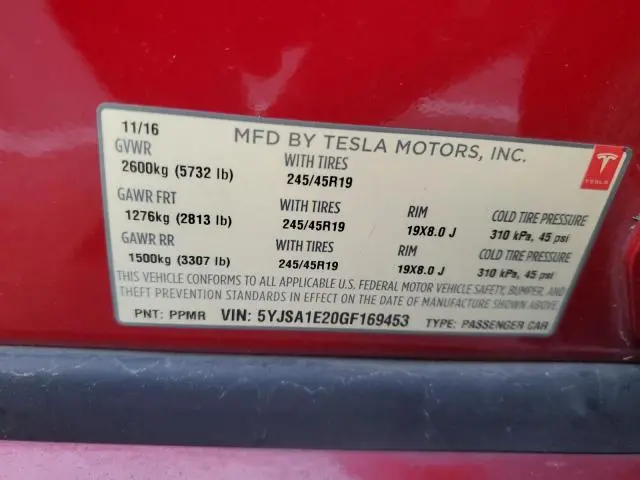 11/16 MFD BY TESLA MOTORS, INC.
GVWR
2600kg (5732 lb) WITH TIRES 245/45R19
GAWR FRT WITH TIRES RIM COLD TIRE PRESSURE
1276kg (2813 lb) 245/45R19 19X8.0 J 310 kPa, 45 psi
GAWR RR WITH TIRES RIM COLD TIRE PRESSURE
1500kg (3307 lb) 245/45R19 19X8.0 J 310 kPa, 45 psi
THIS VEHICLE CONFORMS TO ALL APPLICABLE U.S. FEDERAL MOTOR VEHICLE SAFETY, BUMPER, AND
THEFT PREVENTION STANDARDS IN EFFECT ON THE DATE OF MANUFACTURE SHOWN ABOVE.
PNT: PPMR VIN: 5YJSA1E20GF169453 TYPE: PASSENGER CAR
TESLA